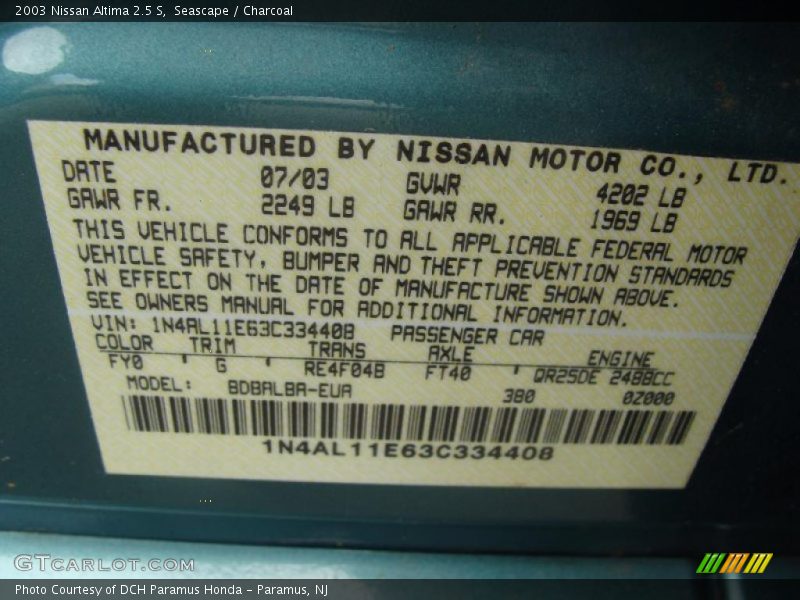 2003 Nissan Altima 2.5 S, Seascape / Charcoal
MANUFACTURED BY NISSAN MOTOR CO., LTD.
DATE 07/03 GVWR 4202 LB
GAWR FR. 2249 LB GAWR RR. 1969 LB
THIS VEHICLE CONFORMS TO ALL APPLICABLE FEDERAL MOTOR
VEHICLE SAFETY, BUMPER AND THEFT PREVENTION STANDARDS
IN EFFECT ON THE DATE OF MANUFACTURE SHOWN ABOVE.
SEE OWNERS MANUAL FOR ADDITIONAL INFORMATION.
VIN: 1N4AL11E63C334408 PASSENGER CAR
COLOR TRIM TRANS AXLE ENGINE
FY0 G RE4F04B FT40 QR25DE 2488CC
MODEL: BDBALBA-EUA 380 0Z000
1N4AL11E63C334408
GTCARLOT.COM
Photo Courtesy of DCH Paramus Honda - Paramus, NJ